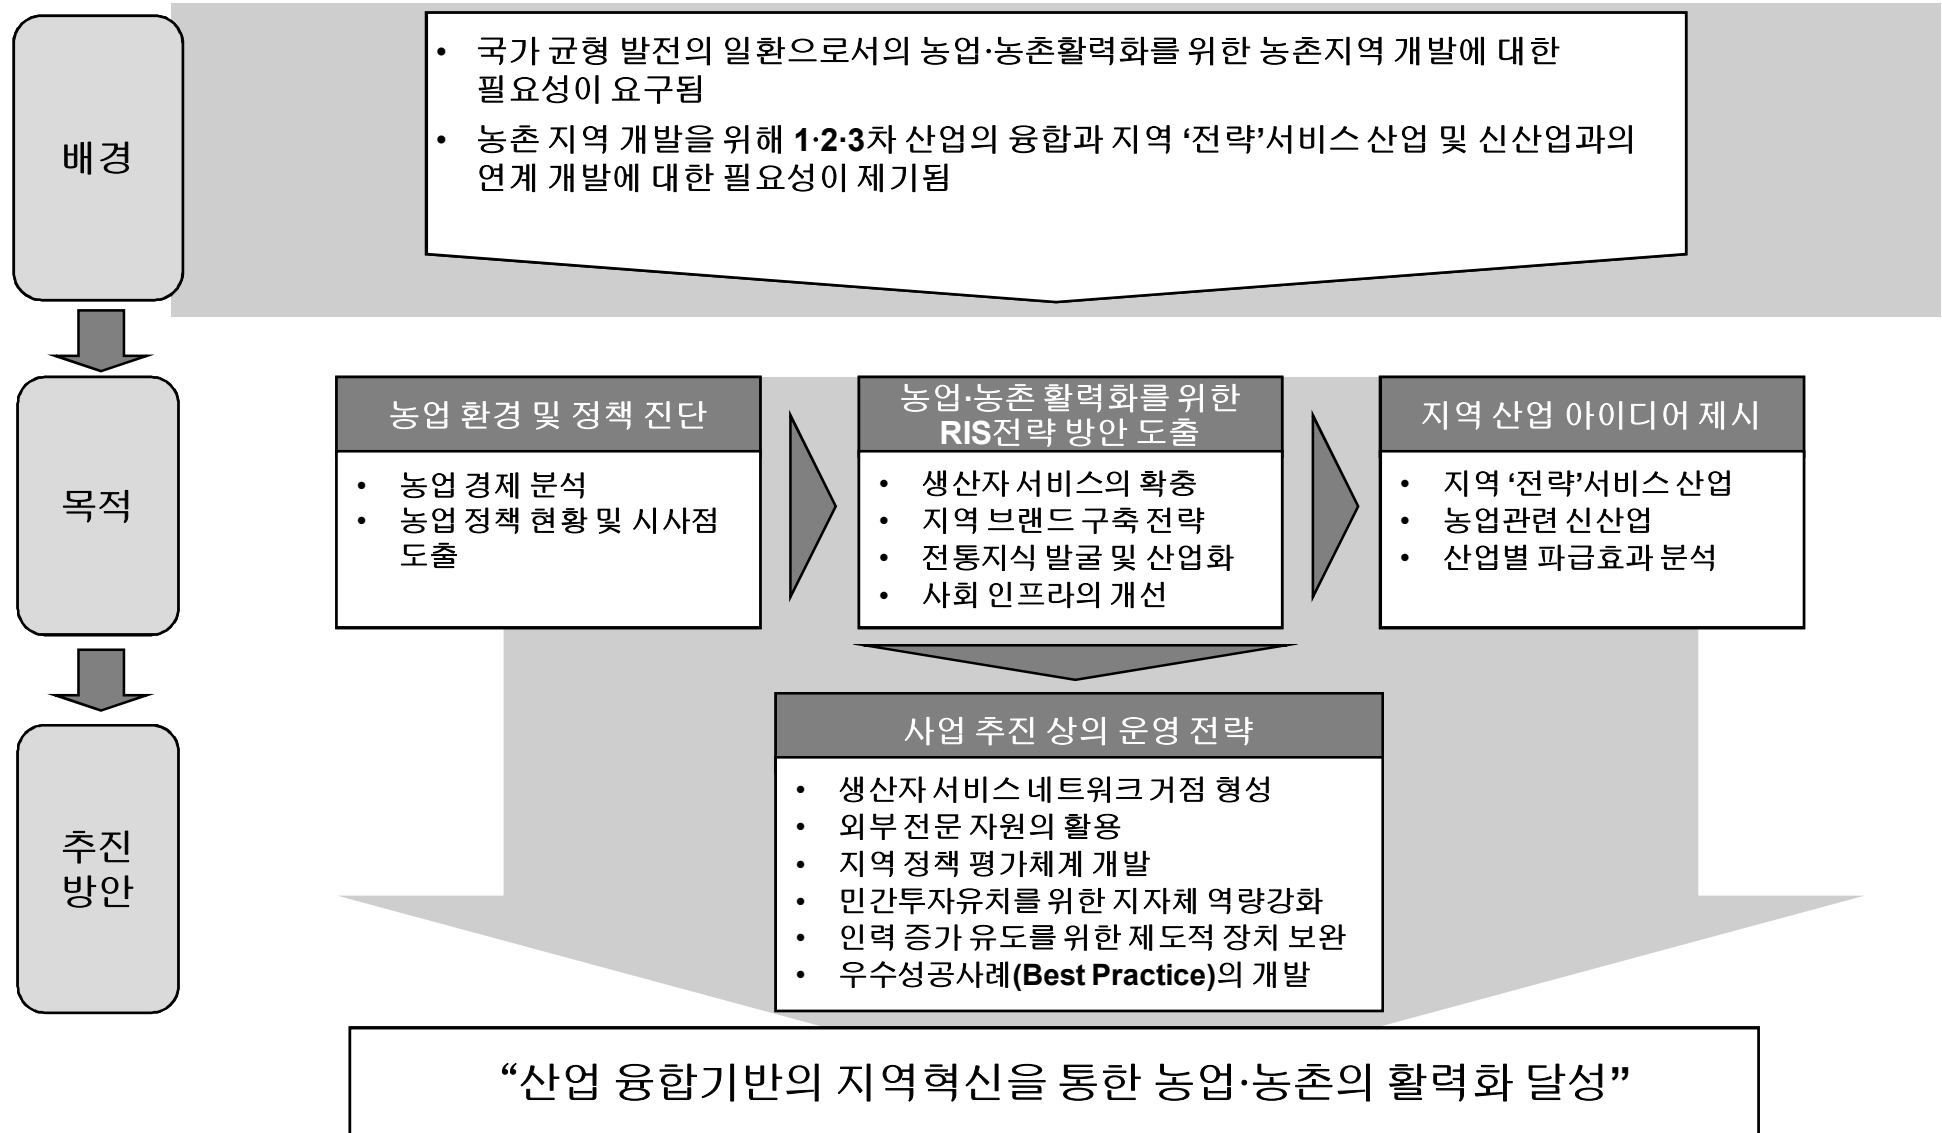 배경
• 국가 균형 발전의 일환으로서의 농업·농촌활력화를 위한 농촌지역 개발에 대한
필요성이 요구됨
• 농촌 지역 개발을 위해 1·2·3차 산업의 융합과 지역 ‘전략’서비스 산업 및 신산업과의
연계 개발에 대한 필요성이 제기됨
목적
농업 환경 및 정책 진단
• 농업 경제 분석
• 농업 정책 현황 및 시사점
도출
농업·농촌 활력화를 위한
RIS전략 방안 도출
• 생산자 서비스의 확충
• 지역 브랜드 구축 전략
• 전통지식 발굴 및 산업화
• 사회 인프라의 개선
지역 산업 아이디어 제시
• 지역 ‘전략’서비스 산업
• 농업관련 신산업
• 산업별 파급효과 분석
추진
방안
사업 추진 상의 운영 전략
• 생산자 서비스 네트워크 거점 형성
• 외부 전문 자원의 활용
• 지역 정책 평가체계 개발
• 민간투자유치를 위한 지자체 역량강화
• 인력 증가 유도를 위한 제도적 장치 보완
• 우수성공사례(Best Practice)의 개발
“산업 융합기반의 지역혁신을 통한 농업·농촌의 활력화 달성”